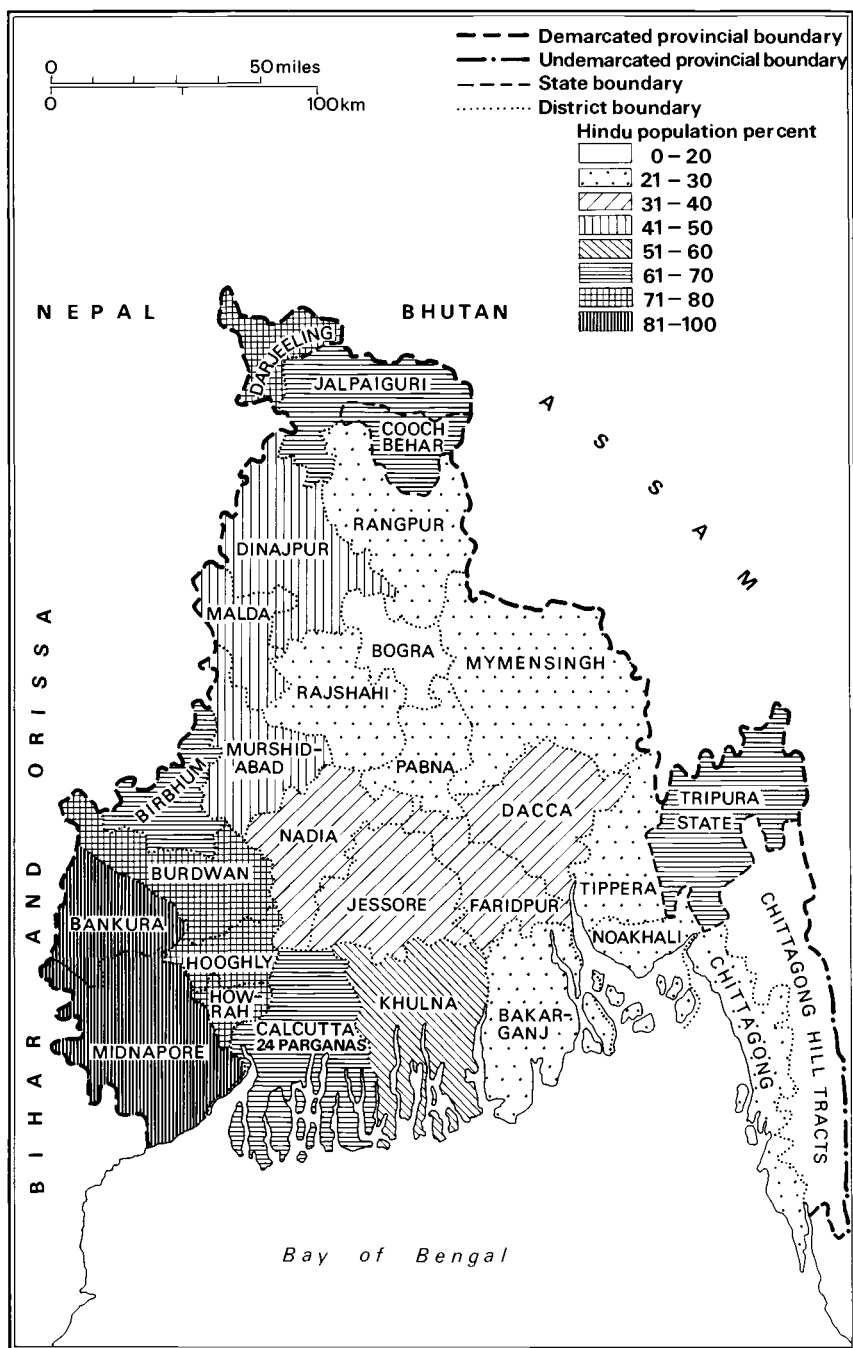 Demarcated provincial boundary
Undemarcated provincial boundary
State boundary
District boundary
0 50 miles
0 100 km
Hindu population per cent
0–20
21–30
31–40
41–50
51–60
61–70
71–80
81–100
NEPAL
BHUTAN
ASSAM
DARJEELING
JALPAIGURI
COOCH
BEHAR
RANGPUR
DINAJPUR
MALDA
BOGRA
MYMENSINGH
RAJSHAHI
MURSHID-
ABAD
PABNA
BIRBHUM
DACCA
TRIPURA
STATE
NADIA
BURDWAN
TIPPERA
BANKURA
JESSORE
FARIDPUR
NOAKHALI
HOOGHLY
HOW-
RAH
KHULNA
BAKAR-
GANJ
CALCUTTA
24 PARGANAS
MIDNAPORE
CHITTAGONG
CHITTAGONG HILL TRACTS
BIHAR AND ORISSA
Bay of Bengal